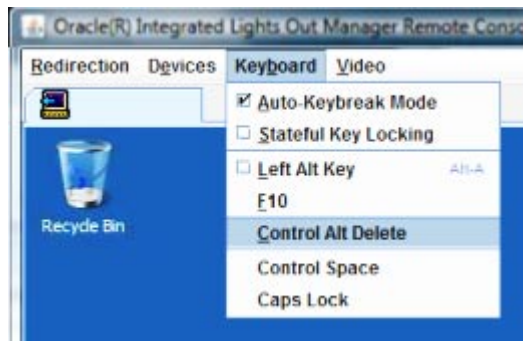 Oracle(R) Integrated Lights Out Manager Remote Conso
Redirection Devices Keyboard Video
Auto-Keybreak Mode
Stateful Key Locking
Left Alt Key Alt-A
F10
Control Alt Delete
Control Space
Caps Lock
Recycle Bin